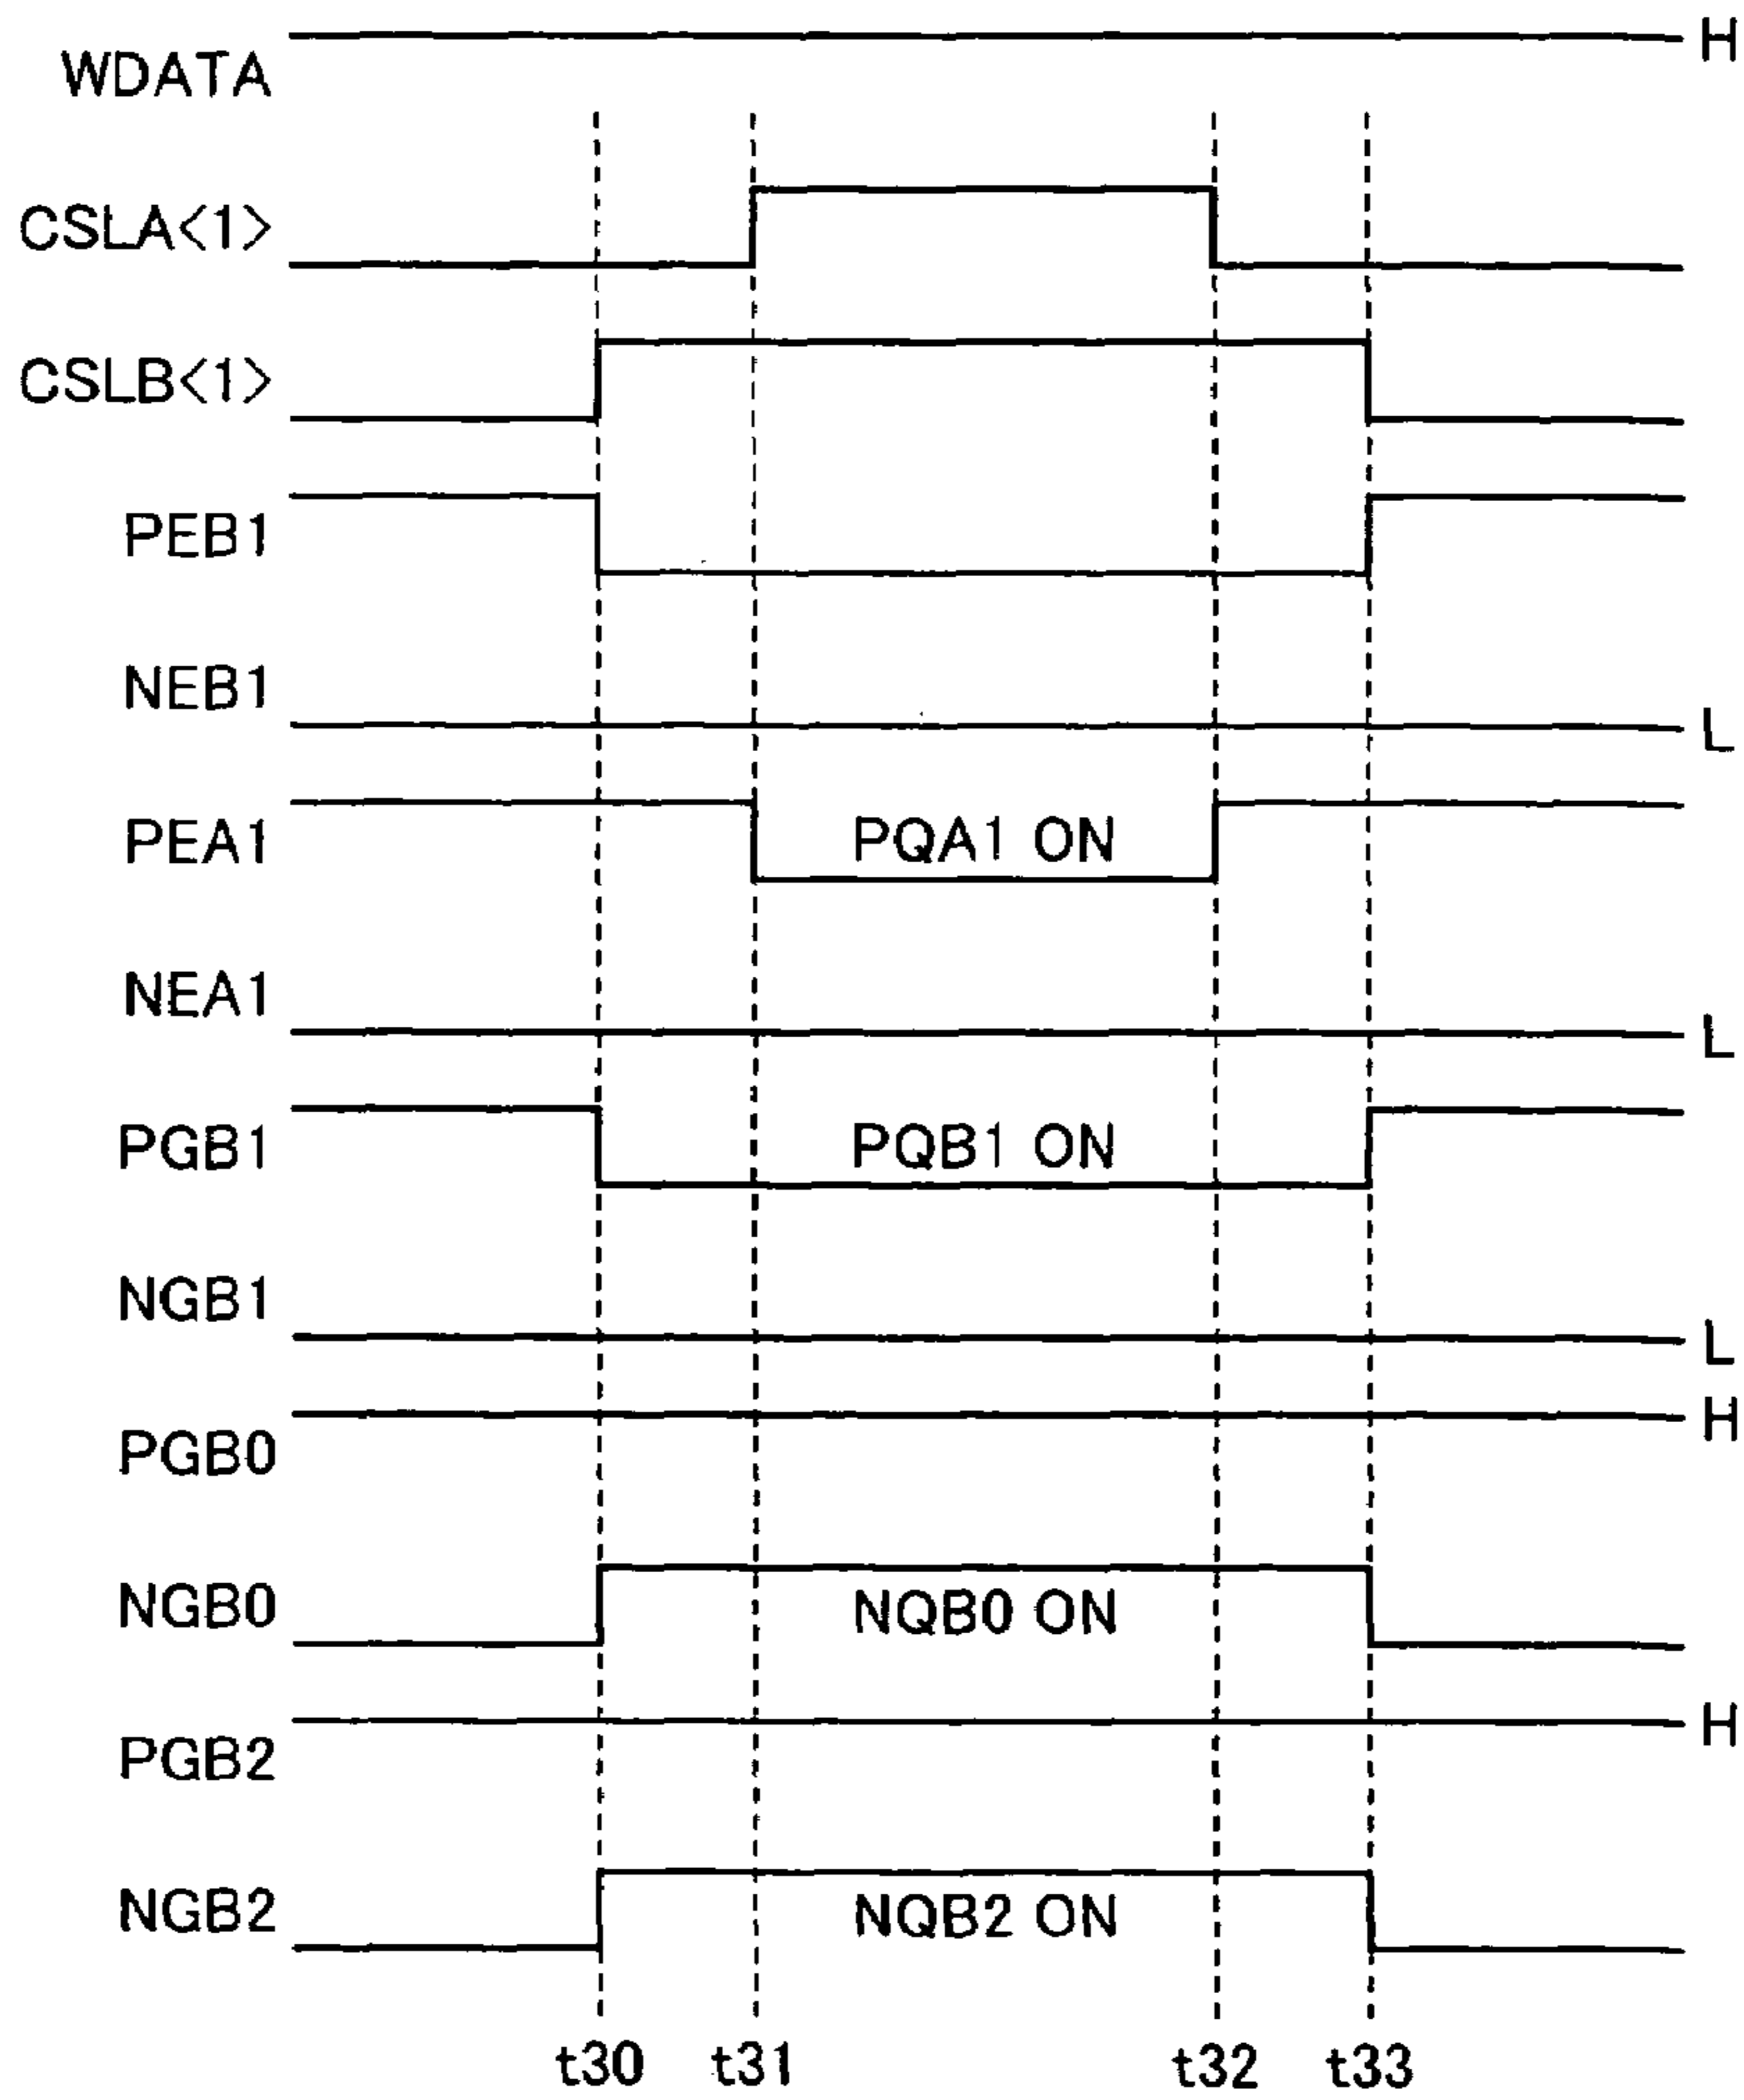 WDATA H
CSLA<1>
CSLB<1>
PEB1
NEB1 L
PEA1 PQA1 ON
NEA1 L
PGB1 PQB1 ON
NGB1 L
PGB0 H
NGB0 NQB0 ON
PGB2 H
NGB2 NQB2 ON
t30 t31 t32 t33